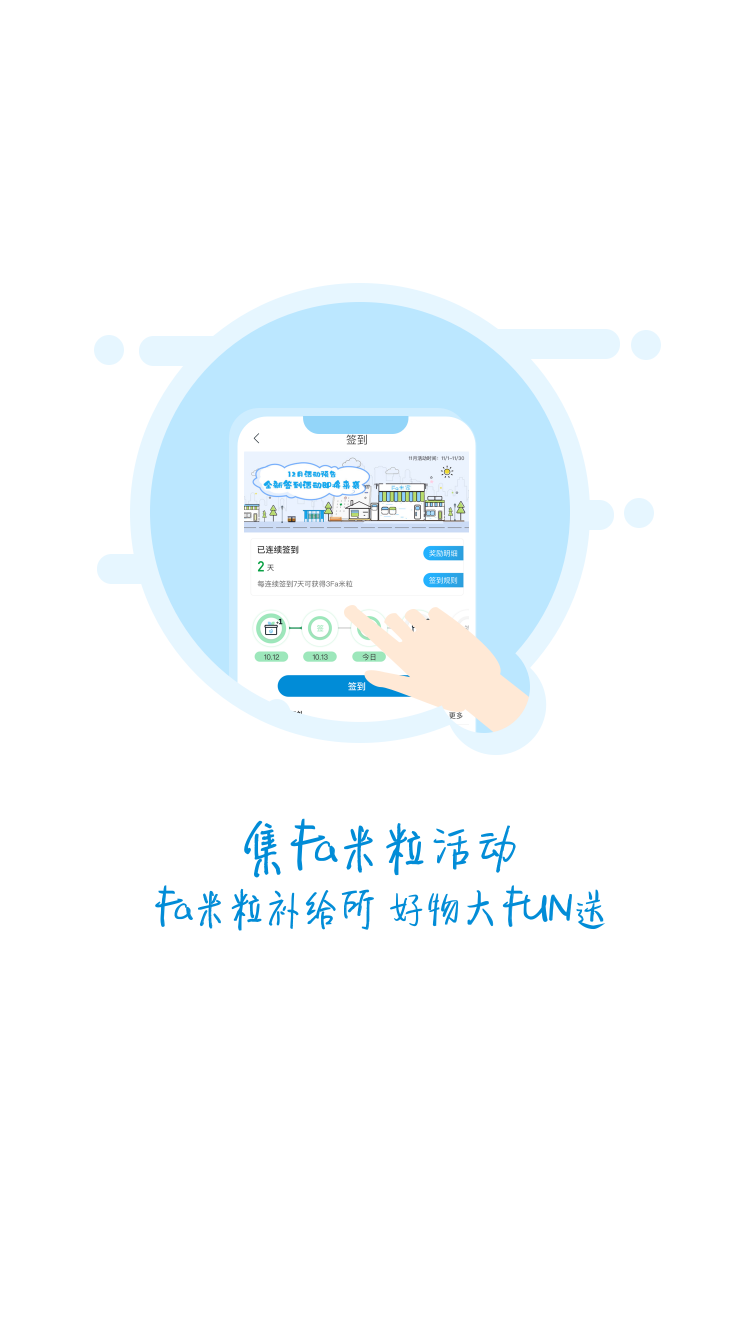 签到
11月活动时间：11/1-11/30
12月活动预告
全新签到活动即将来袭
Fa米家
已连续签到
奖励明细
2天
每连续签到7天可获得3Fa米粒
签到规则
+1
签
10.12
10.13
今日
签到
更多
集Fa米粒活动
Fa米粒补给所 好物大FUN送